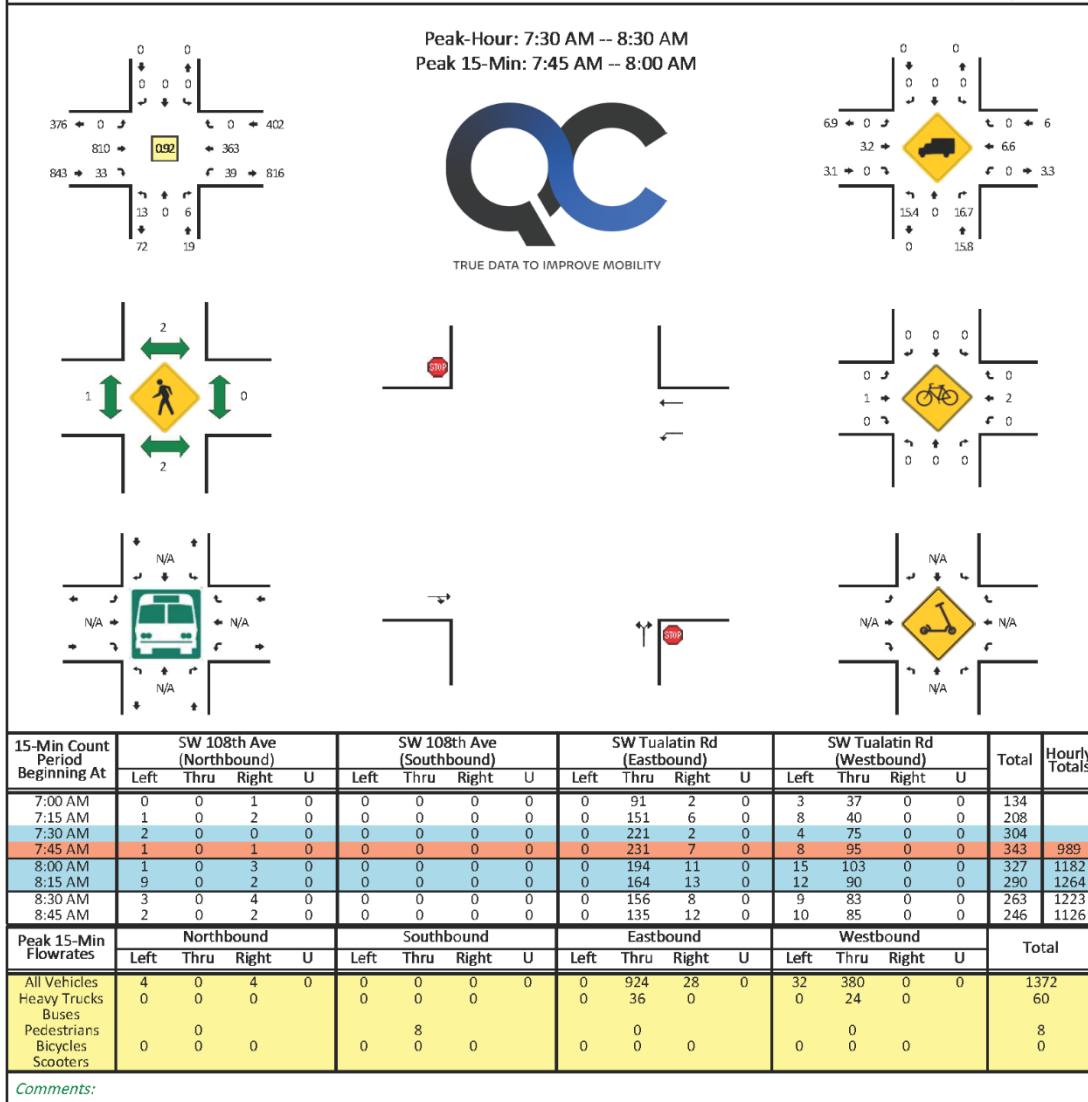 Peak-Hour: 7:30 AM -- 8:30 AM
Peak 15-Min: 7:45 AM -- 8:00 AM
0 0
0 0 0
376 0 0 402
810 0.92 363
843 33 39 816
13 0 6
72 19
QC
TRUE DATA TO IMPROVE MOBILITY
0 0
0 0 0
6.9 0 0 6
3.2 6.6
3.1 0 0 3.3
15.4 0 16.7
0 15.8
2
1 0
2
STOP
0 0 0
0 0
1 2
0 0
0 0 0
N/A
N/A N/A
N/A
STOP
N/A
N/A N/A
N/A
15-Min Count Period Beginning At SW 108th Ave (Northbound) SW 108th Ave (Southbound) SW Tualatin Rd (Eastbound) SW Tualatin Rd (Westbound) Total Hourly Totals
Left Thru Right U Left Thru Right U Left Thru Right U Left Thru Right U
7:00 AM 0 0 1 0 0 0 0 0 0 91 2 0 3 37 0 0 134
7:15 AM 1 0 2 0 0 0 0 0 0 151 6 0 8 40 0 0 208
7:30 AM 2 0 0 0 0 0 0 0 0 221 2 0 4 75 0 0 304
7:45 AM 1 0 1 0 0 0 0 0 0 231 7 0 8 95 0 0 343 989
8:00 AM 1 0 3 0 0 0 0 0 0 194 11 0 15 103 0 0 327 1182
8:15 AM 9 0 2 0 0 0 0 0 0 164 13 0 12 90 0 0 290 1264
8:30 AM 3 0 4 0 0 0 0 0 0 156 8 0 9 83 0 0 263 1223
8:45 AM 2 0 2 0 0 0 0 0 0 135 12 0 10 85 0 0 246 1126
Peak 15-Min Flowrates Northbound Southbound Eastbound Westbound Total
Left Thru Right U Left Thru Right U Left Thru Right U Left Thru Right U
All Vehicles 4 0 4 0 0 0 0 0 0 924 28 0 32 380 0 0 1372
Heavy Trucks 0 0 0 0 0 0 0 36 0 0 24 0 60
Buses
Pedestrians 0 8 0 0 8
Bicycles 0 0 0 0 0 0 0 0 0 0 0 0 0
Scooters
Comments: